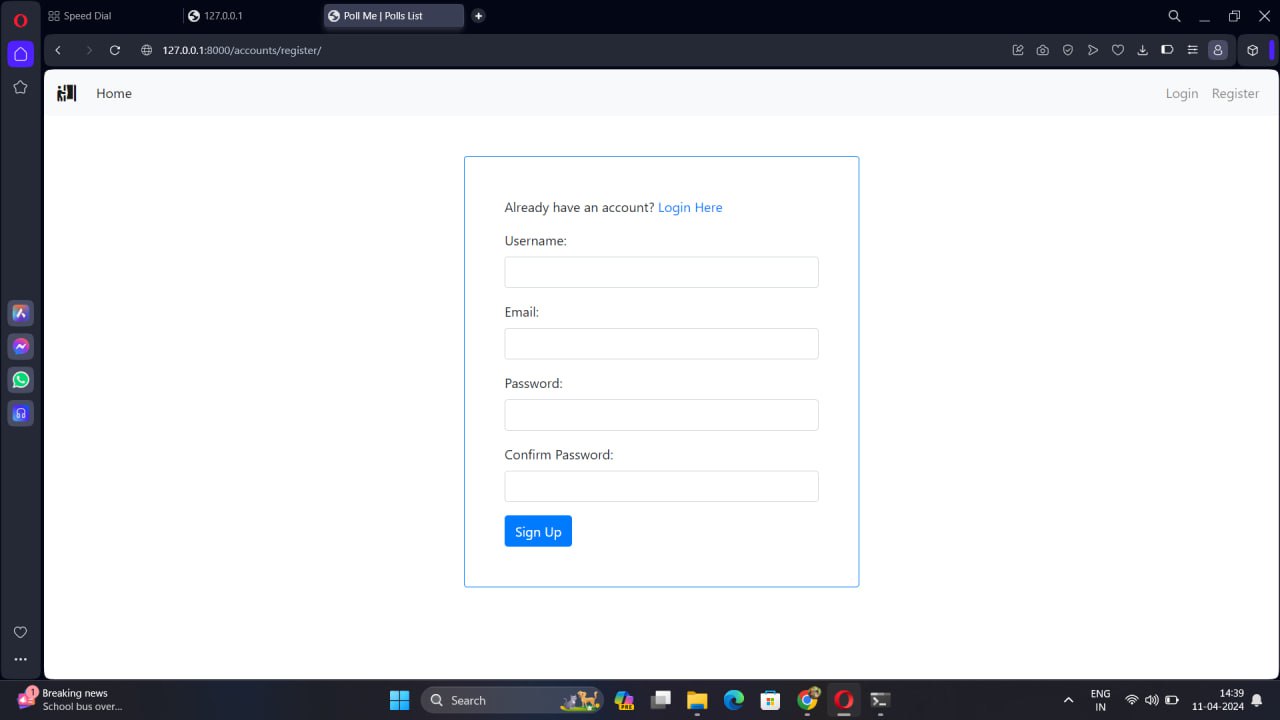 Speed Dial
127.0.0.1
Poll Me | Polls List
127.0.0.1:8000/accounts/register/
Home
Login
Register
Already have an account? Login Here
Username:
Email:
Password:
Confirm Password:
Sign Up
1
Breaking news
School bus over...
Search
ENG
IN
14:39
11-04-2024